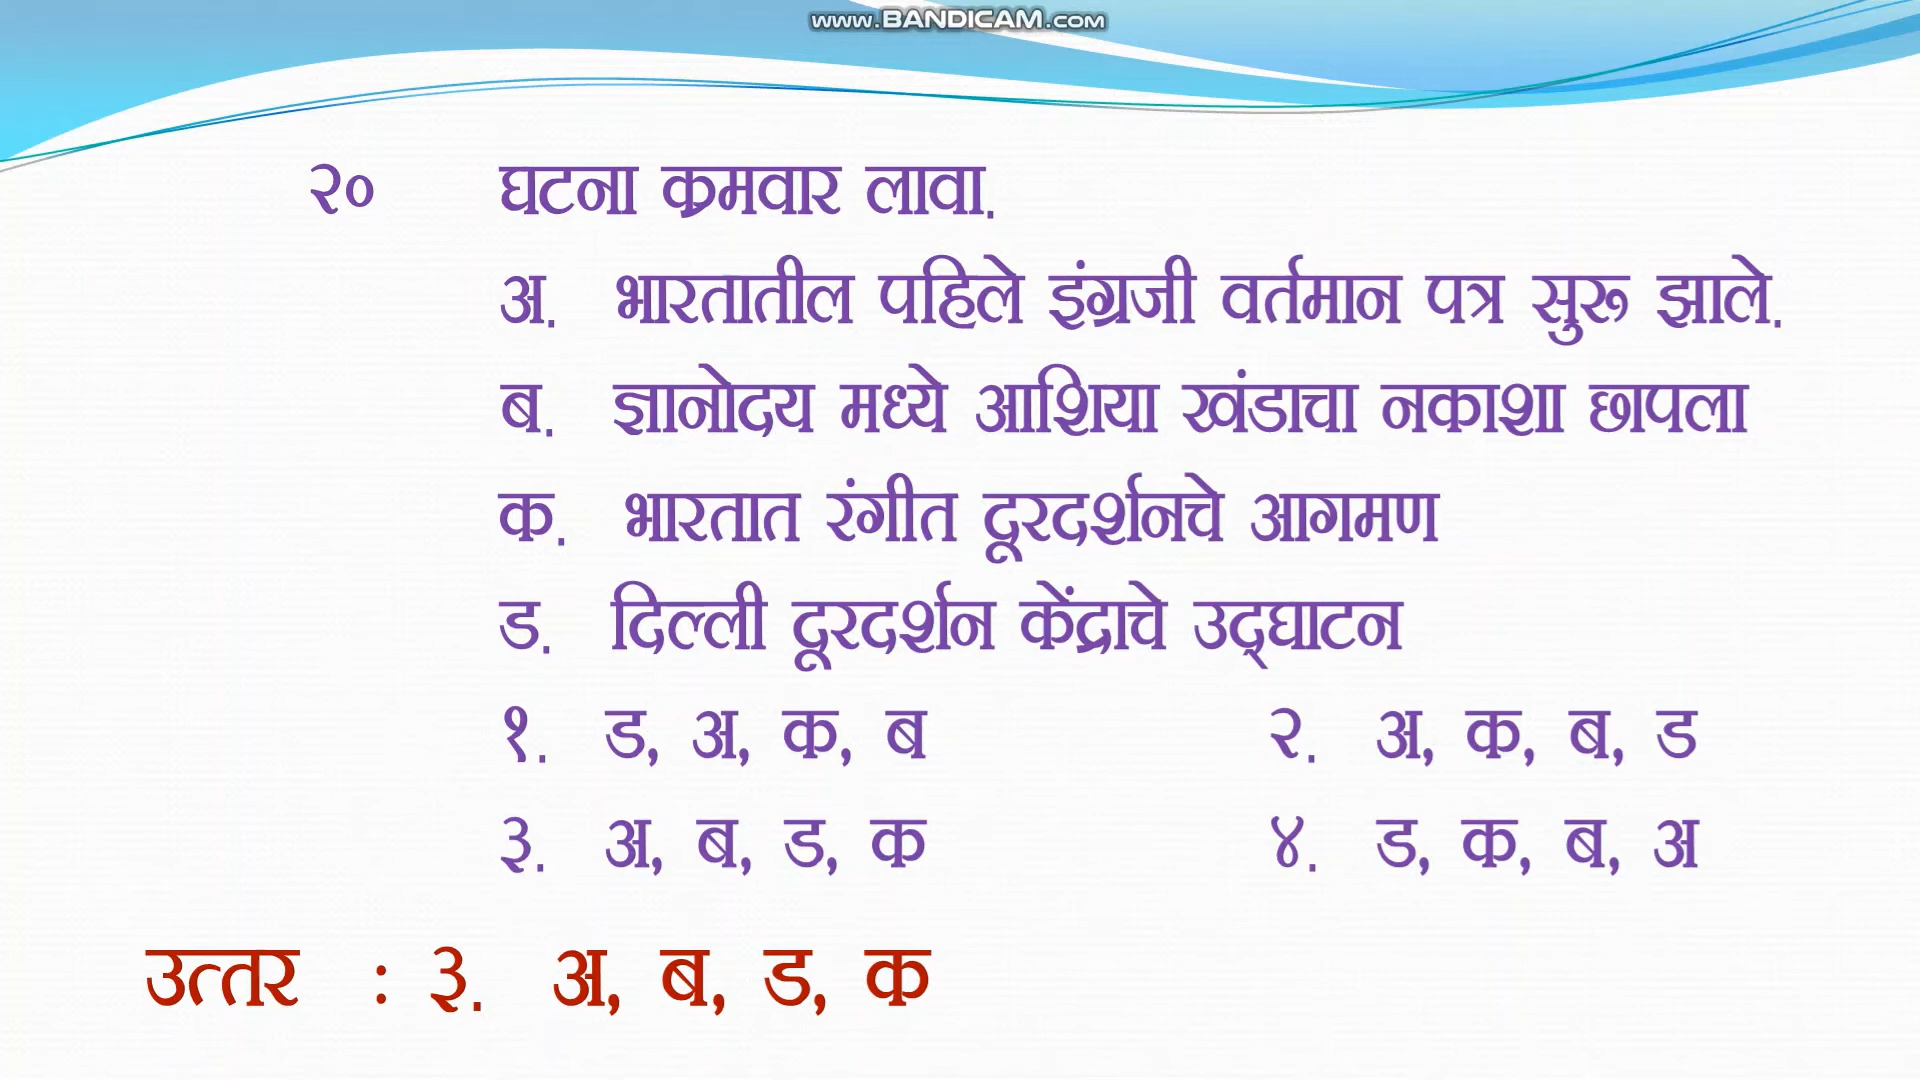 www.BANDICAM.com
२० घटना क्रमवार लावा.
अ. भारतातील पहिले इंग्रजी वर्तमान पत्र सुरू झाले.
ब. ज्ञानोदय मध्ये आशिया खंडाचा नकाशा छापला
क. भारतात रंगीत दूरदर्शनचे आगमण
ड. दिल्ली दूरदर्शन केंद्राचे उद्‌घाटन
१. ड, अ, क, ब २. अ, क, ब, ड
३. अ, ब, ड, क ४. ड, क, ब, अ
उत्तर : ३. अ, ब, ड, क